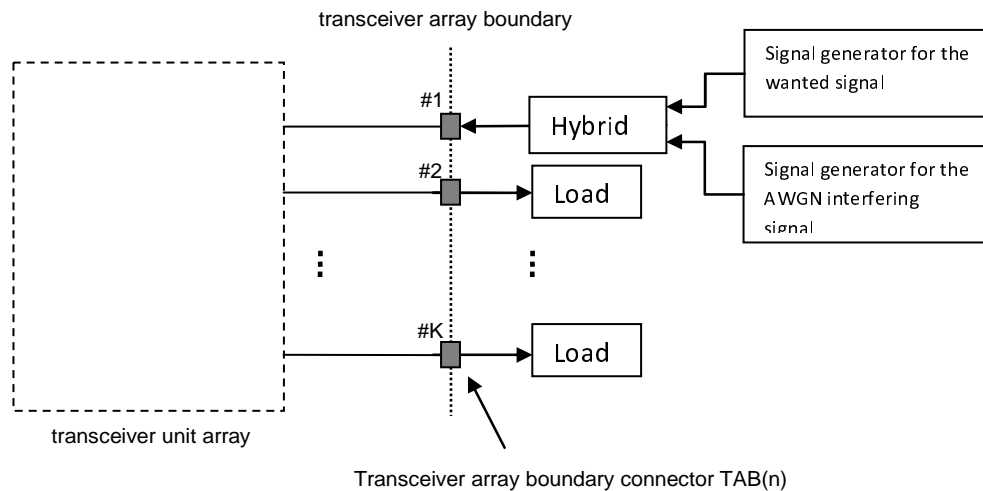 transceiver array boundary
#1
Hybrid
Signal generator for the
wanted signal
#2
Load
Signal generator for the
AWGN interfering
signal
#K
Load
transceiver unit array
Transceiver array boundary connector TAB(n)